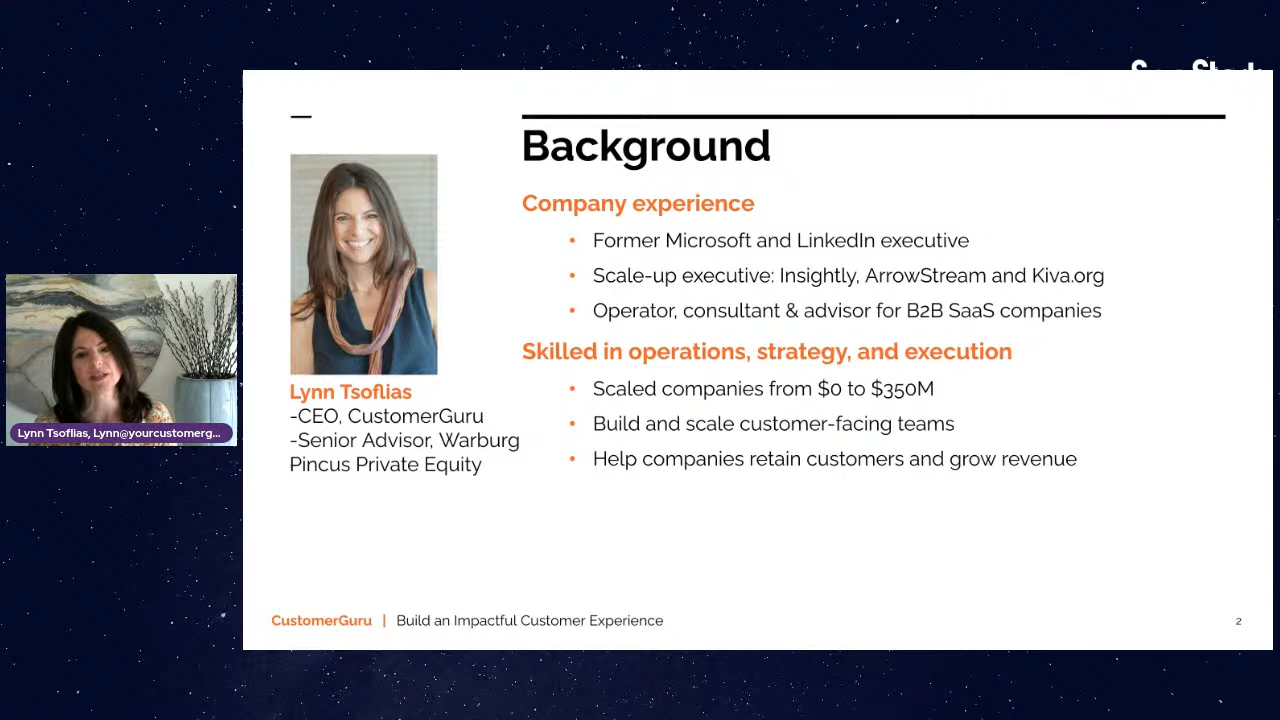 Background
Company experience
• Former Microsoft and LinkedIn executive
• Scale-up executive: Insightly, ArrowStream and Kiva.org
• Operator, consultant & advisor for B2B SaaS companies
Skilled in operations, strategy, and execution
• Scaled companies from $0 to $350M
• Build and scale customer-facing teams
• Help companies retain customers and grow revenue
Lynn Tsoflias
-CEO, CustomerGuru
-Senior Advisor, Warburg
Pincus Private Equity
Lynn Tsoflias, Lynn@yourcustomerg...
CustomerGuru | Build an Impactful Customer Experience
2